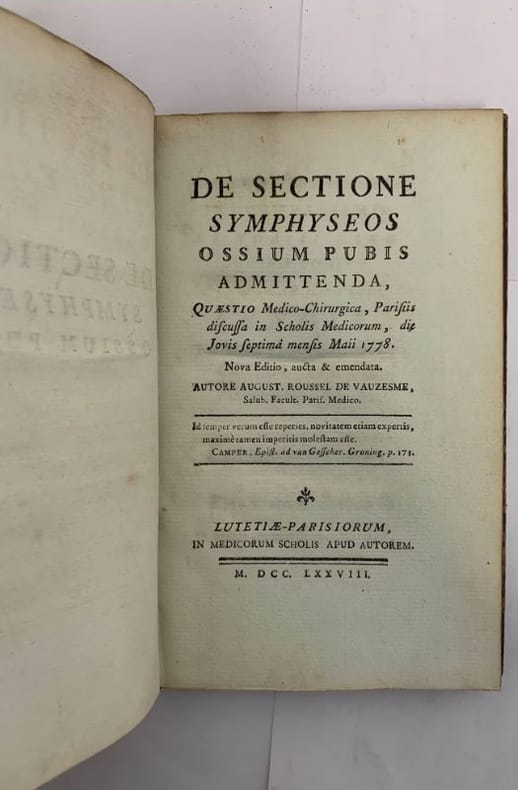 DE SECTIONE
SYMPHYSEOS
OSSIUM PUBIS
ADMITTENDA,
QUÆSTIO Medico-Chirurgica, Pariſiis
diſcuſſa in Scholis Medicorum, die
Jovis ſeptimâ menſis Maii 1778.
Nova Editio, aucta & emendata.
AUTORE AUGUST. ROUSSEL DE VAUZESME,
Salub. Facult. Pariſ. Medico.
Id ſemper verum eſſe reperies, novitatem etiam expertis,
maximè tamen imperitis moleſtam eſſe.
CAMPER, Epiſt. ad van Geſſcher. Groning. p. 173.
LUTETIÆ-PARISIORUM,
IN MEDICORUM SCHOLIS APUD AUTOREM.
M. DCC. LXXVIII.